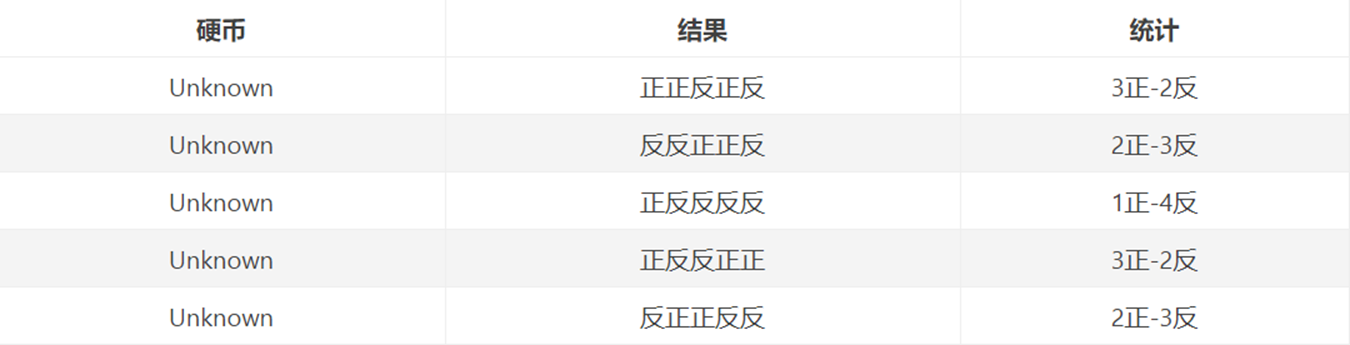 硬币 结果 统计
Unknown 正正反正反 3正-2反
Unknown 反反正正反 2正-3反
Unknown 正反反反反 1正-4反
Unknown 正反反正正 3正-2反
Unknown 反正正反反 2正-3反